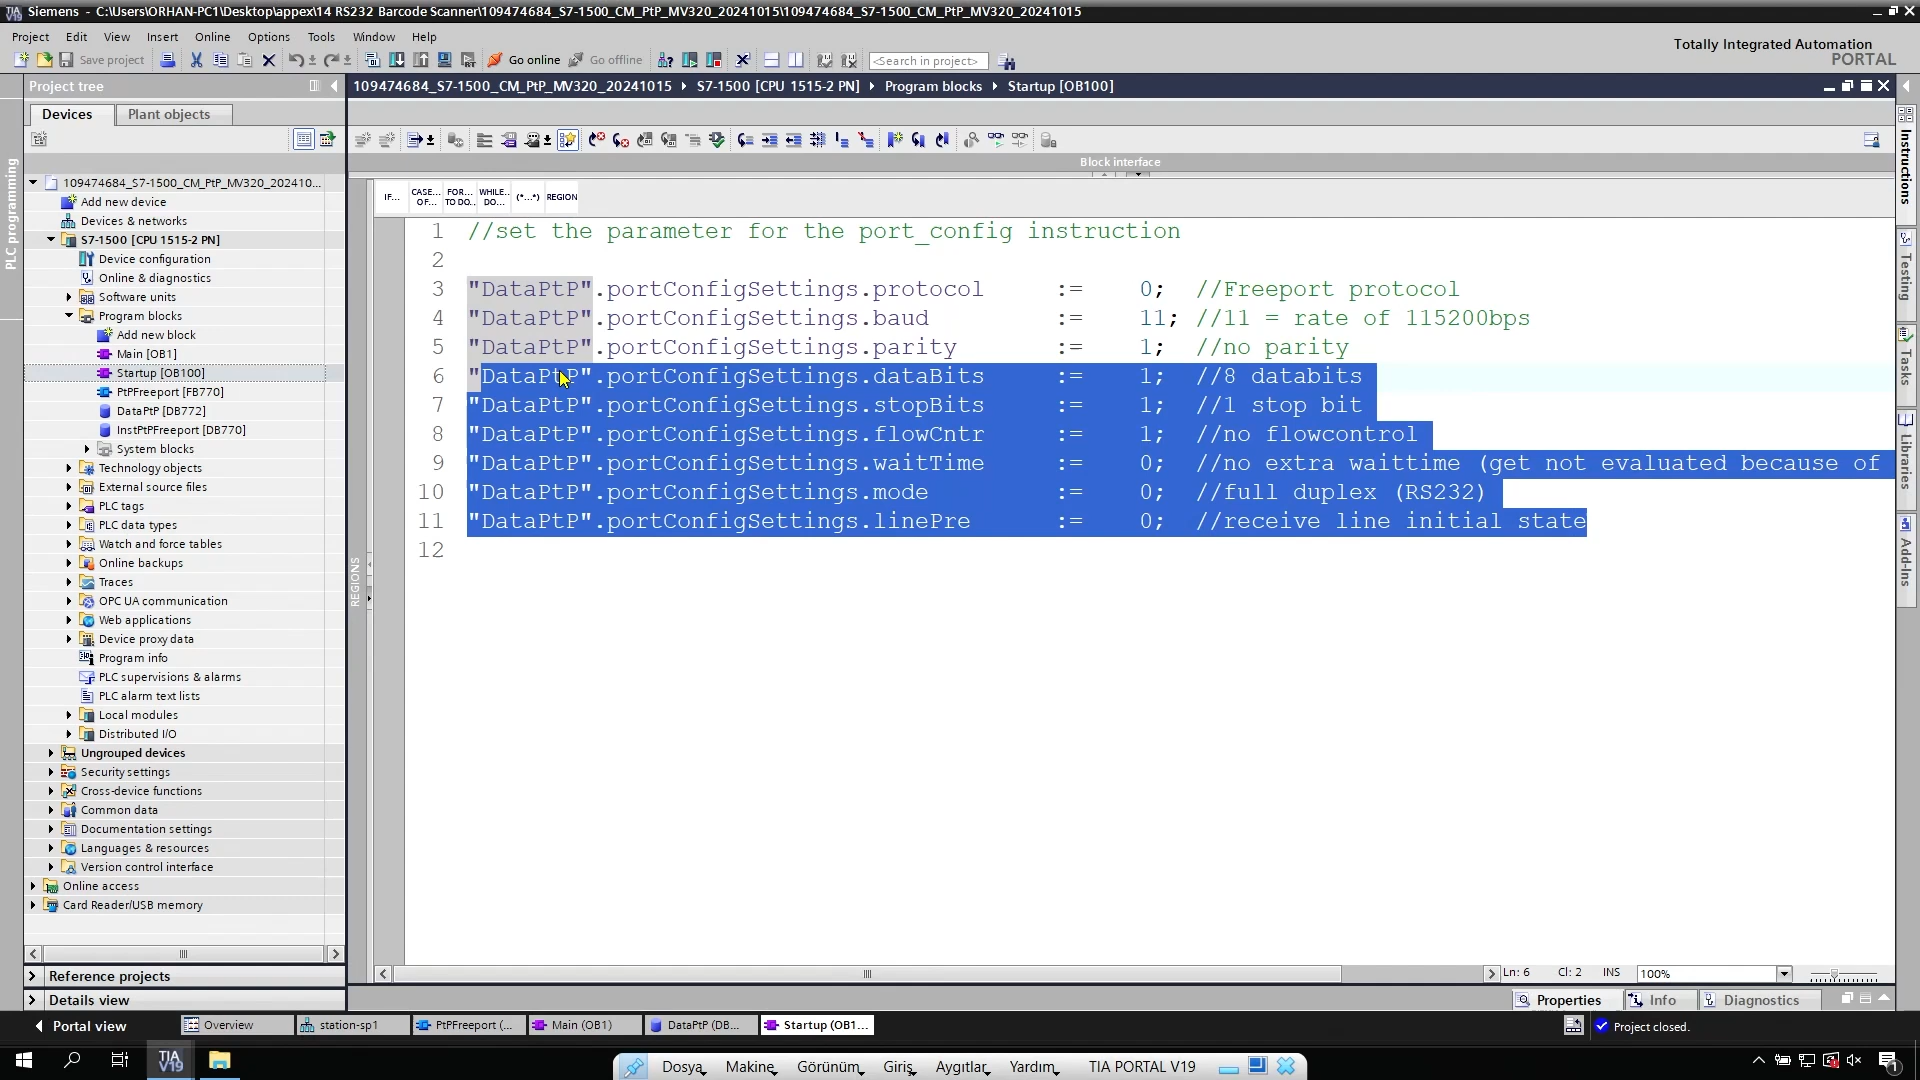 Siemens - C:\Users\ORHAN-PC1\Desktop\appex\14 RS232 Barcode Scanner\109474684_S7-1500_CM_PtP_MV320_20241015\109474684_S7-1500_CM_PtP_MV320_20241015
Project Edit View Insert Online Options Tools Window Help
Totally Integrated Automation
PORTAL
Save project
Go online
Go offline
<Search in project>
Project tree
109474684_S7-1500_CM_PtP_MV320_20241015 S7-1500 [CPU 1515-2 PN] Program blocks Startup [OB100]
Devices Plant objects
Block interface
PLC programming
109474684_S7-1500_CM_PtP_MV320_202410...
Add new device
Devices & networks
S7-1500 [CPU 1515-2 PN]
Device configuration
Online & diagnostics
Software units
Program blocks
Add new block
Main [OB1]
Startup [OB100]
PtPFreeport [FB770]
DataPtP [DB772]
InstPtPFreeport [DB770]
System blocks
Technology objects
External source files
PLC tags
PLC data types
Watch and force tables
Online backups
Traces
OPC UA communication
Web applications
Device proxy data
Program info
PLC supervisions & alarms
PLC alarm text lists
Local modules
Distributed I/O
Ungrouped devices
Security settings
Cross-device functions
Common data
Documentation settings
Languages & resources
Version control interface
Online access
Card Reader/USB memory
Reference projects
Details view
REGIONS
IF... CASE... OF... FOR... TO DO... WHILE... DO... (*...*) REGION
1 //set the parameter for the port_config instruction
2
3 "DataPtP".portConfigSettings.protocol := 0; //Freeport protocol
4 "DataPtP".portConfigSettings.baud := 11; //11 = rate of 115200bps
5 "DataPtP".portConfigSettings.parity := 1; //no parity
6 "DataPtP".portConfigSettings.dataBits := 1; //8 databits
7 "DataPtP".portConfigSettings.stopBits := 1; //1 stop bit
8 "DataPtP".portConfigSettings.flowCntr := 1; //no flowcontrol
9 "DataPtP".portConfigSettings.waitTime := 0; //no extra waittime (get not evaluated because of
10 "DataPtP".portConfigSettings.mode := 0; //full duplex (RS232)
11 "DataPtP".portConfigSettings.linePre := 0; //receive line initial state
12
Instructions
Testing
Tasks
Libraries
Add-Ins
Ln: 6 Cl: 2 INS 100%
Properties Info Diagnostics
Portal view
Overview station-sp1 PtPFreeport (... Main (OB1) DataPtP (DB... Startup (OB1...
Project closed.
TIA
V19
Dosya Makine Görünüm Giriş Aygıtlar Yardım TIA PORTAL V19
1